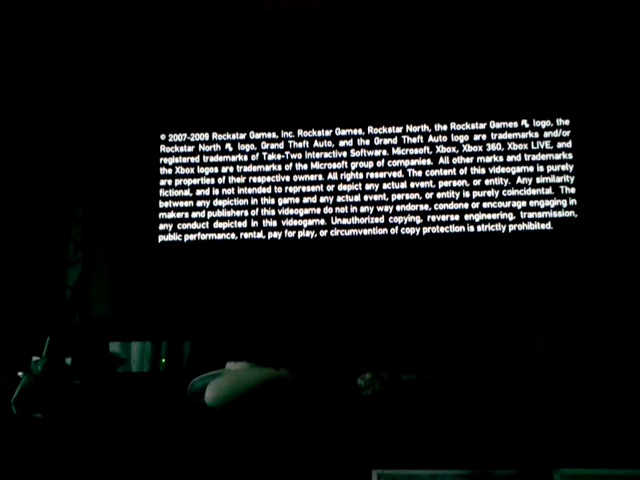 © 2007-2009 Rockstar Games, Inc. Rockstar Games, Rockstar North, the Rockstar Games R* logo, the
Rockstar North R* logo, Grand Theft Auto, and the Grand Theft Auto logo are trademarks and/or
registered trademarks of Take-Two Interactive Software. Microsoft, Xbox, Xbox 360, Xbox LIVE, and
the Xbox logos are trademarks of the Microsoft group of companies. All other marks and trademarks
are properties of their respective owners. All rights reserved. The content of this videogame is purely
fictional, and is not intended to represent or depict any actual event, person, or entity. Any similarity
between any depiction in this game and any actual event, person, or entity is purely coincidental. The
makers and publishers of this videogame do not in any way endorse, condone or encourage engaging in
any conduct depicted in this videogame. Unauthorized copying, reverse engineering, transmission,
public performance, rental, pay for play, or circumvention of copy protection is strictly prohibited.